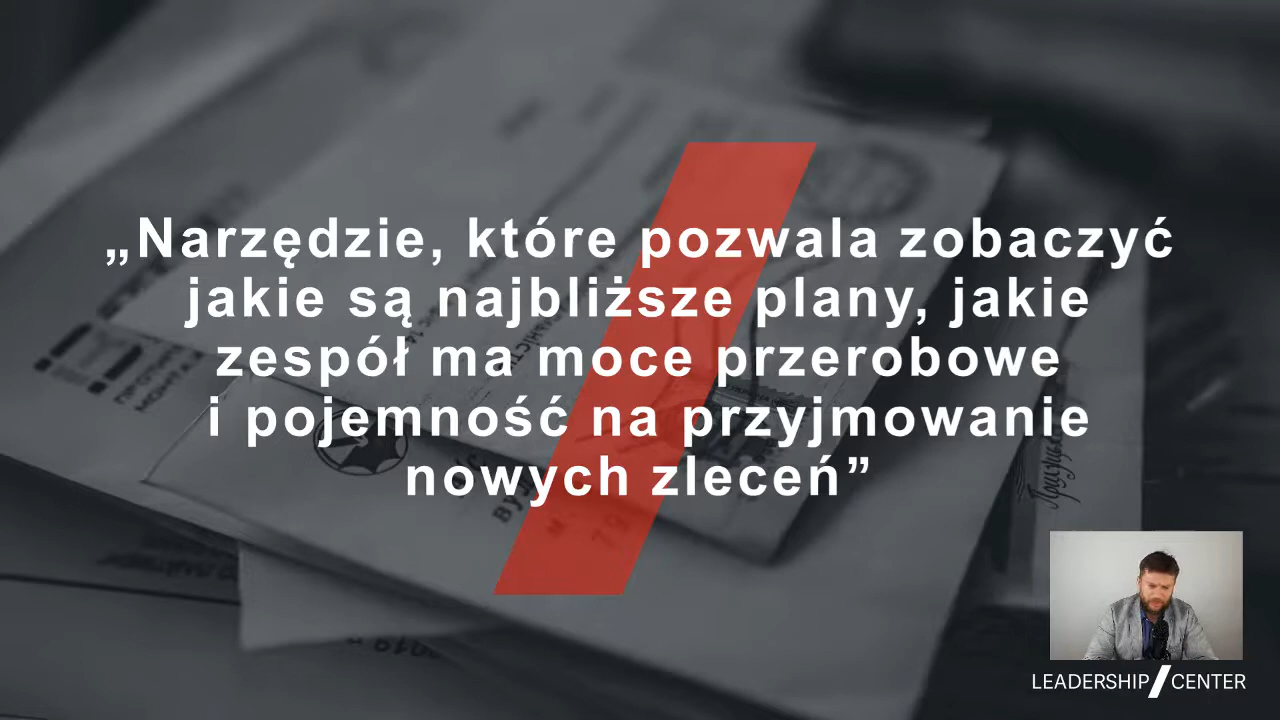 „Narzędzie, które pozwala zobaczyć
jakie są najbliższe plany, jakie
zespół ma moce przerobowe
i pojemność na przyjmowanie
nowych zleceń”
LEADERSHIP/CENTER